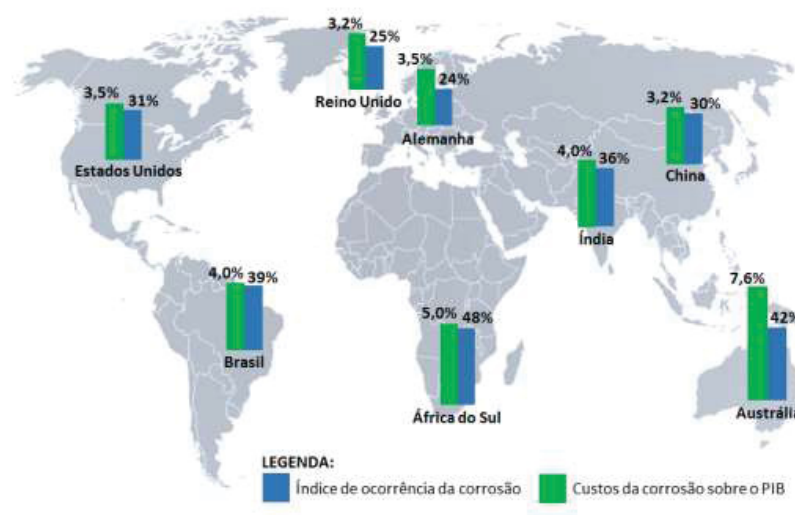 3,2%
25%
Reino Unido
3,5%
24%
Alemanha
3,5%
31%
Estados Unidos
3,2%
30%
China
4,0%
36%
Índia
4,0%
39%
Brasil
5,0%
48%
África do Sul
7,6%
42%
Austráli
LEGENDA:
Índice de ocorrência da corrosão
Custos da corrosão sobre o PIB